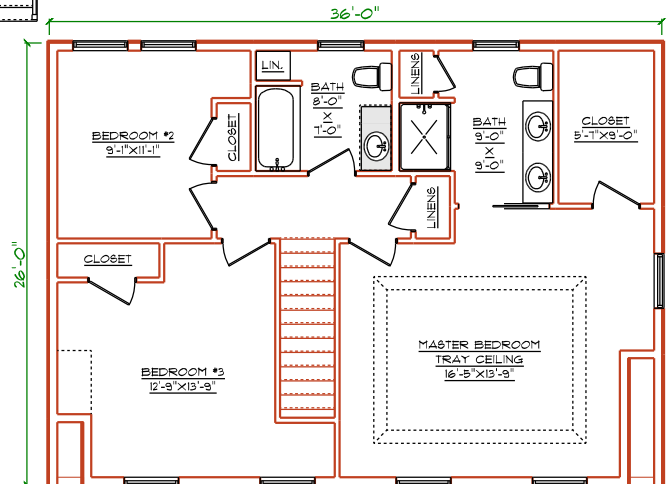 36'-0"
LIN.
LINENS
BATH
8'-0"
X
7'-0"
BEDROOM #2
9'-1"X11'-1"
CLOSET
BATH
9'-0"
X
9'-0"
CLOSET
5'-7"X9'-0"
LINENS
CLOSET
26'-0"
MASTER BEDROOM
TRAY CEILING
16'-5"X13'-9"
BEDROOM #3
12'-9"X13'-9"